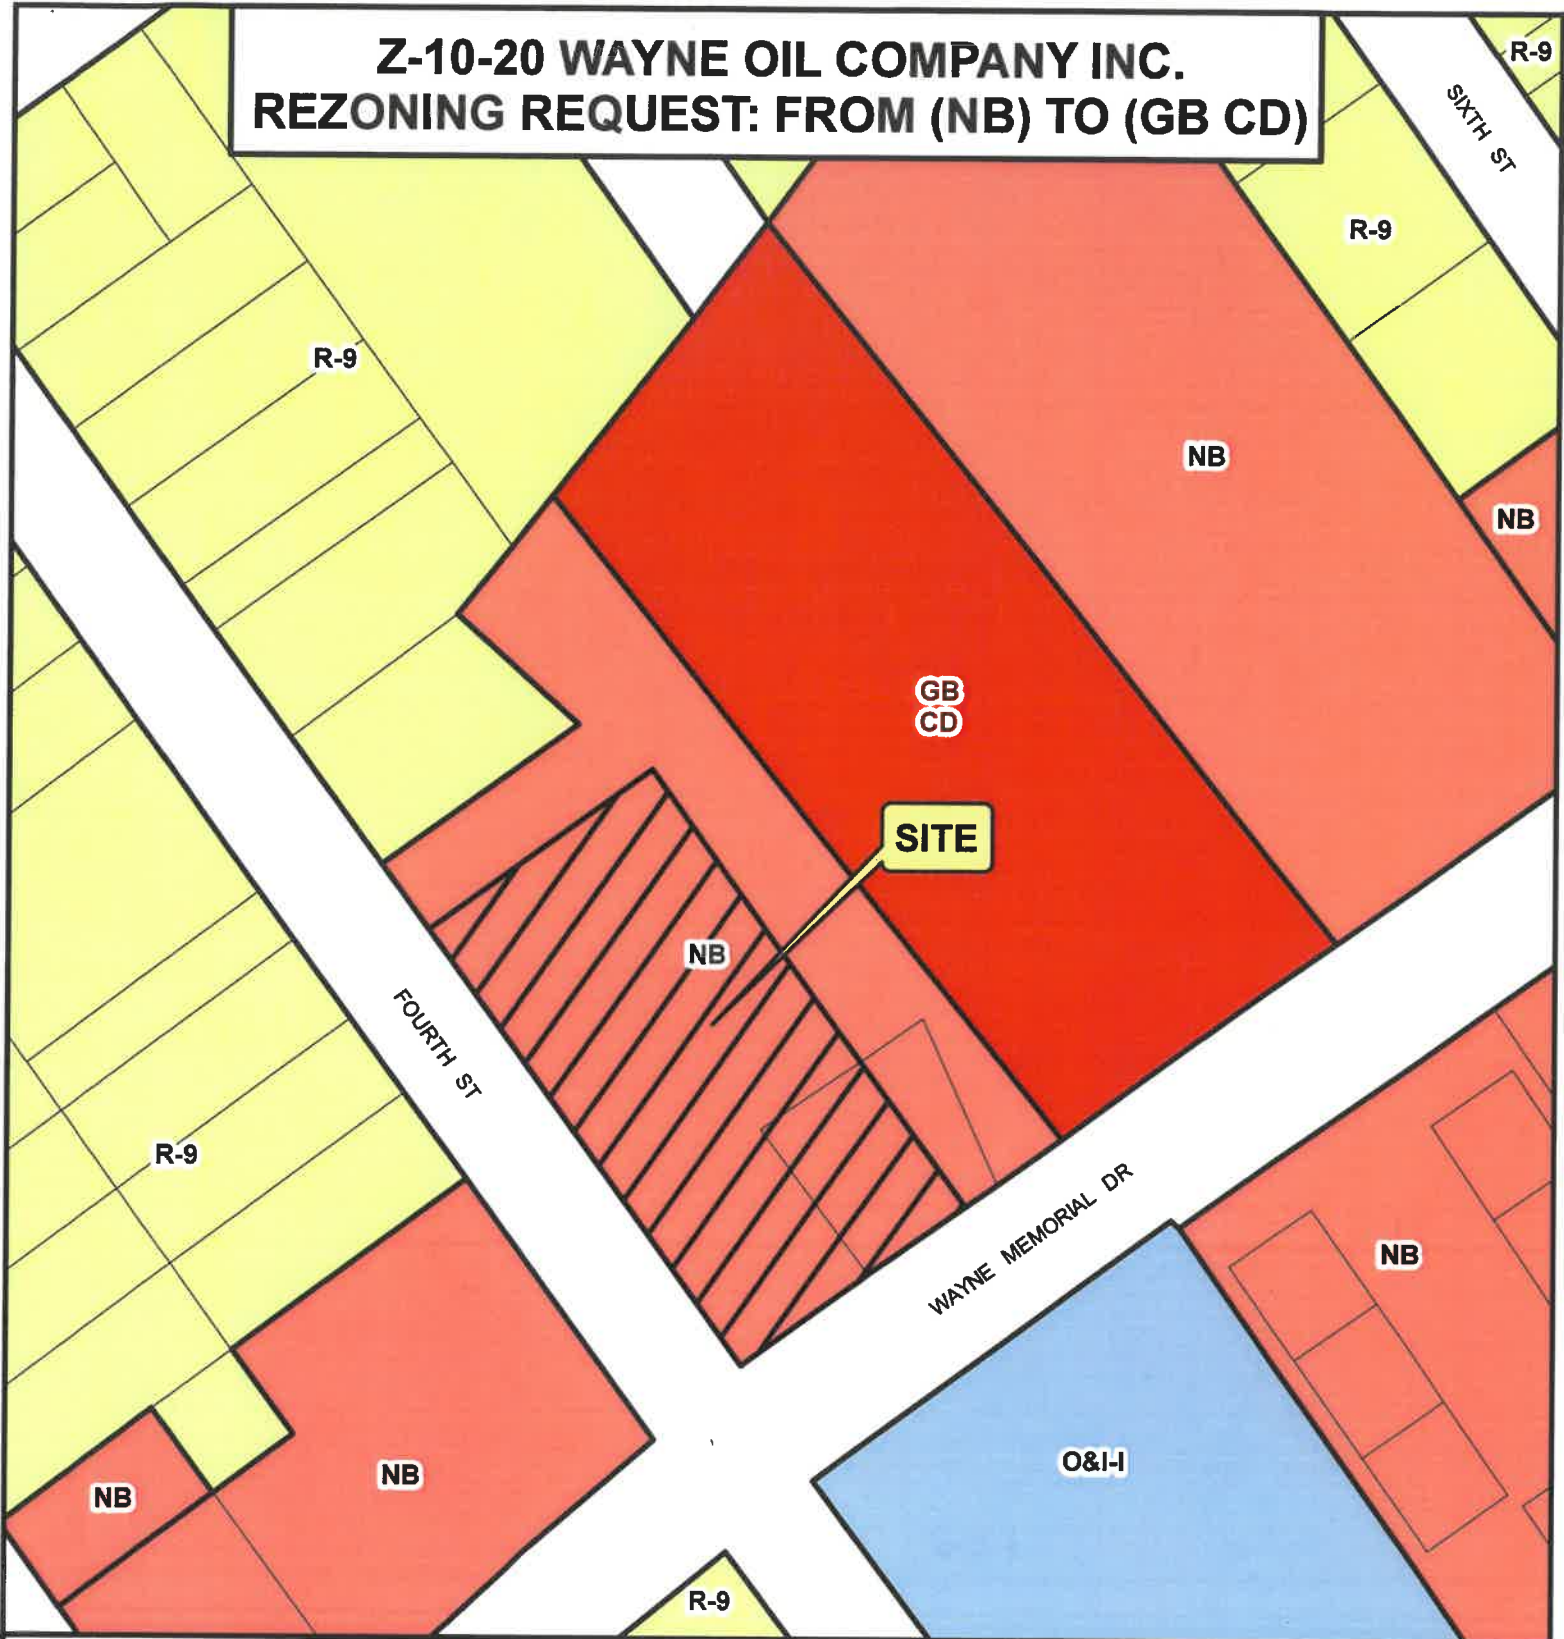 Z-10-20 WAYNE OIL COMPANY INC.
REZONING REQUEST: FROM (NB) TO (GB CD)
R-9
SIXTH ST
R-9
R-9
NB
NB
GB
CD
SITE
NB
FOURTH ST
R-9
WAYNE MEMORIAL DR
NB
O&I-I
NB
NB
R-9